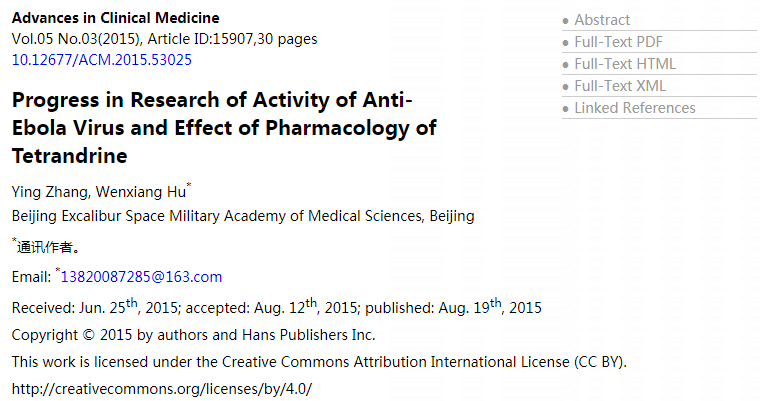 Advances in Clinical Medicine
Vol.05 No.03(2015), Article ID:15907,30 pages
10.12677/ACM.2015.53025
Progress in Research of Activity of Anti-
Ebola Virus and Effect of Pharmacology of
Tetrandrine
Ying Zhang, Wenxiang Hu*
Beijing Excalibur Space Military Academy of Medical Sciences, Beijing
*通讯作者。
Email: *13820087285@163.com
Received: Jun. 25th, 2015; accepted: Aug. 12th, 2015; published: Aug. 19th, 2015
Copyright © 2015 by authors and Hans Publishers Inc.
This work is licensed under the Creative Commons Attribution International License (CC BY).
http://creativecommons.org/licenses/by/4.0/
● Abstract
● Full-Text PDF
● Full-Text HTML
● Full-Text XML
● Linked References